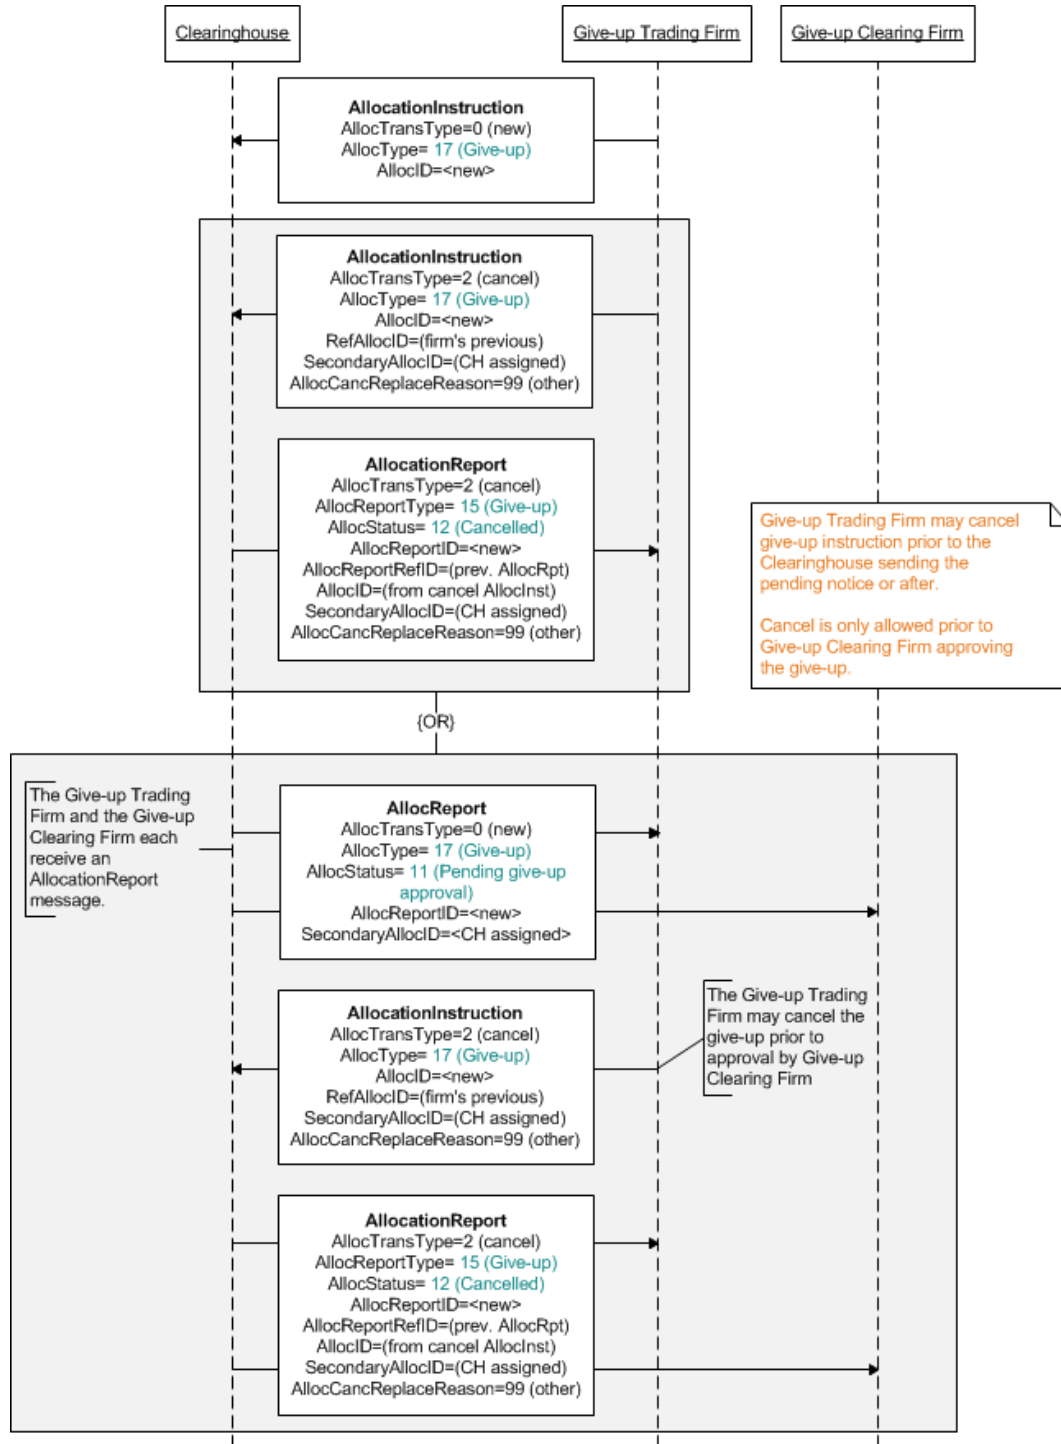 Clearinghouse
Give-up Trading Firm
Give-up Clearing Firm
AllocationInstruction
AllocTransType=0 (new)
AllocType= 17 (Give-up)
AllocID=<new>
AllocationInstruction
AllocTransType=2 (cancel)
AllocType= 17 (Give-up)
AllocID=<new>
RefAllocID=(firm's previous)
SecondaryAllocID=(CH assigned)
AllocCancReplaceReason=99 (other)
AllocationReport
AllocTransType=2 (cancel)
AllocReportType= 15 (Give-up)
AllocStatus= 12 (Cancelled)
AllocReportID=<new>
AllocReportRefID=(prev. AllocRpt)
AllocID=(from cancel AllocInst)
SecondaryAllocID=(CH assigned)
AllocCancReplaceReason=99 (other)
Give-up Trading Firm may cancel
give-up instruction prior to the
Clearinghouse sending the
pending notice or after.
Cancel is only allowed prior to
Give-up Clearing Firm approving
the give-up.
{OR}
The Give-up Trading
Firm and the Give-up
Clearing Firm each
receive an
AllocationReport
message.
AllocReport
AllocTransType=0 (new)
AllocType= 17 (Give-up)
AllocStatus= 11 (Pending give-up
approval)
AllocReportID=<new>
SecondaryAllocID=<CH assigned>
The Give-up Trading
Firm may cancel the
give-up prior to
approval by Give-up
Clearing Firm
AllocationInstruction
AllocTransType=2 (cancel)
AllocType= 17 (Give-up)
AllocID=<new>
RefAllocID=(firm's previous)
SecondaryAllocID=(CH assigned)
AllocCancReplaceReason=99 (other)
AllocationReport
AllocTransType=2 (cancel)
AllocReportType= 15 (Give-up)
AllocStatus= 12 (Cancelled)
AllocReportID=<new>
AllocReportRefID=(prev. AllocRpt)
AllocID=(from cancel AllocInst)
SecondaryAllocID=(CH assigned)
AllocCancReplaceReason=99 (other)